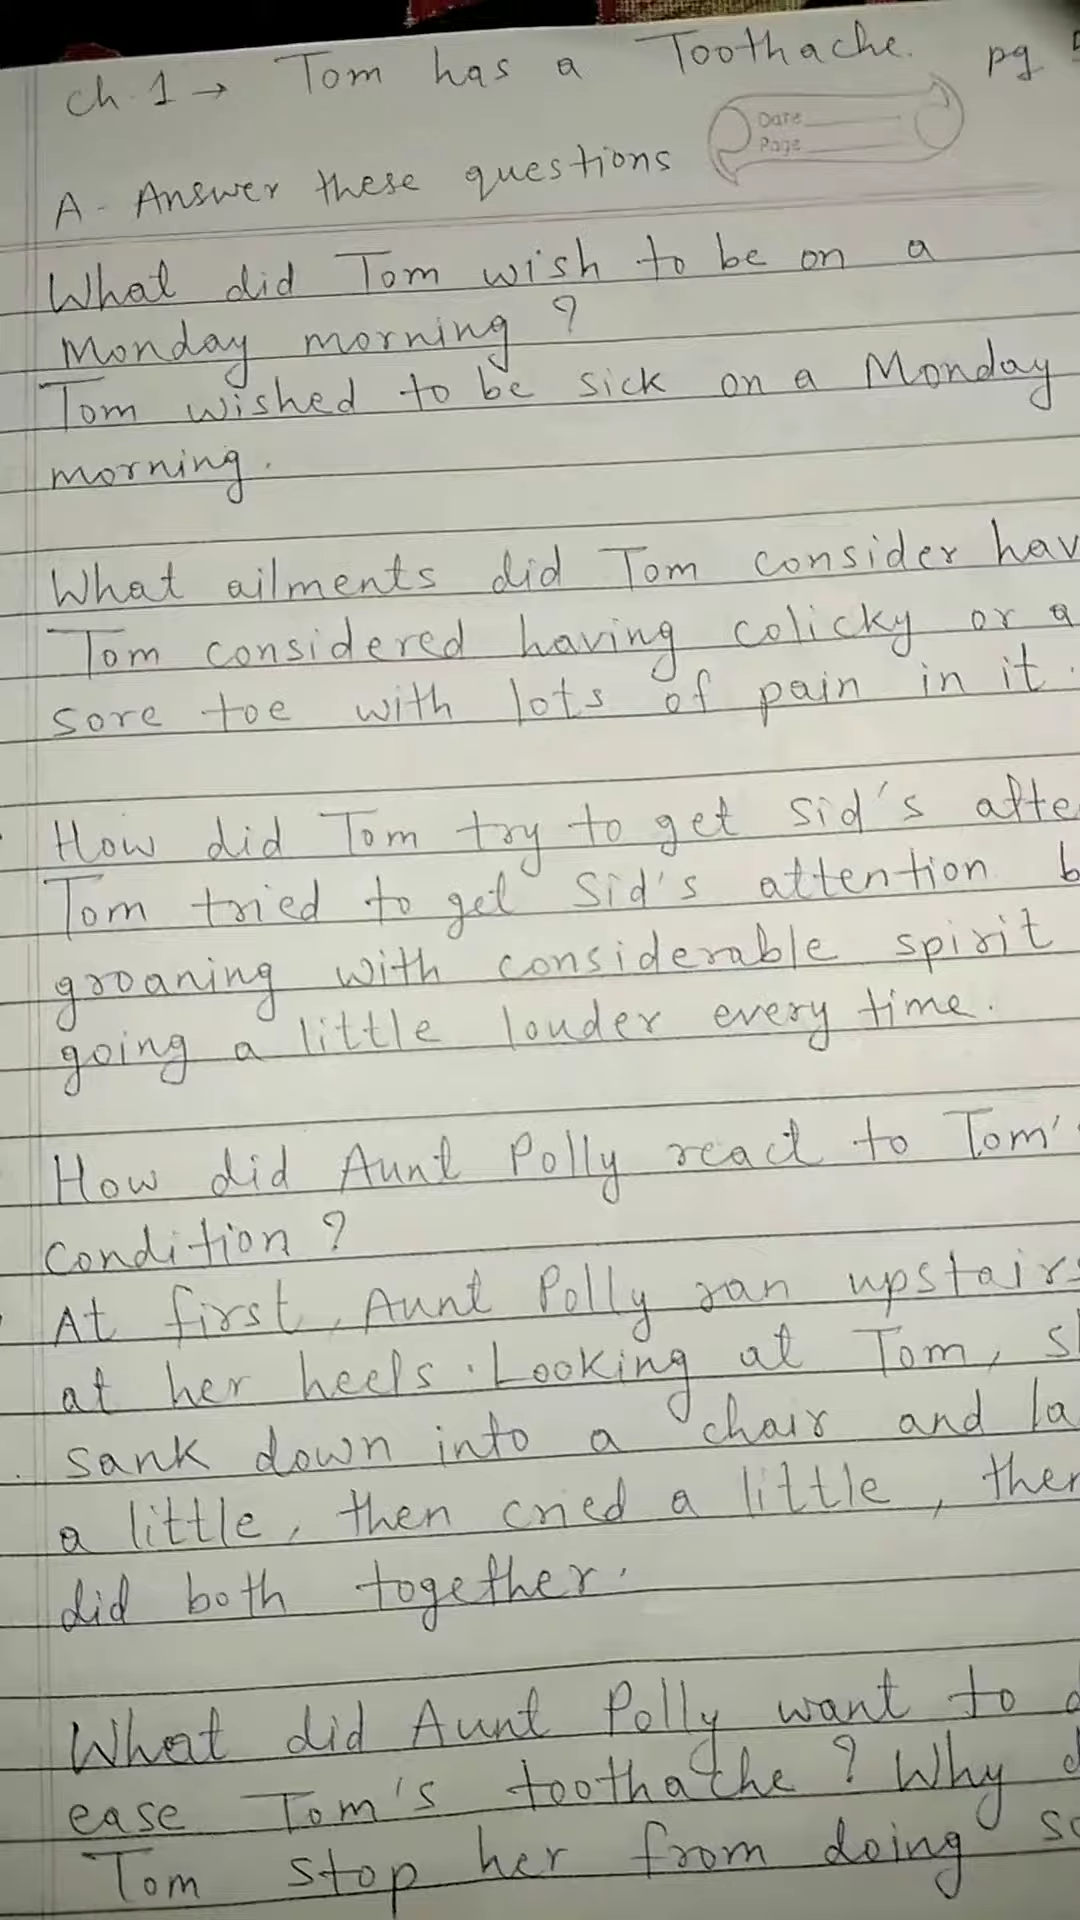 ch. 1 → Tom has a Toothache. pg
Date
Page
A - Answer these questions
What did Tom wish to be on a
Monday morning ?
Tom wished to be sick on a Monday
morning.
What ailments did Tom consider hav
Tom considered having colicky or a
sore toe with lots of pain in it.
How did Tom try to get Sid's atte
Tom tried to get Sid's attention b
groaning with considerable spirit
going a little louder every time.
How did Aunt Polly react to Tom'
condition ?
At first, Aunt Polly ran upstairs
at her heels. Looking at Tom, sh
sank down into a chair and la
a little, then cried a little, then
did both together.
What did Aunt Polly want to d
ease Tom's toothache ? Why d
Tom stop her from doing so